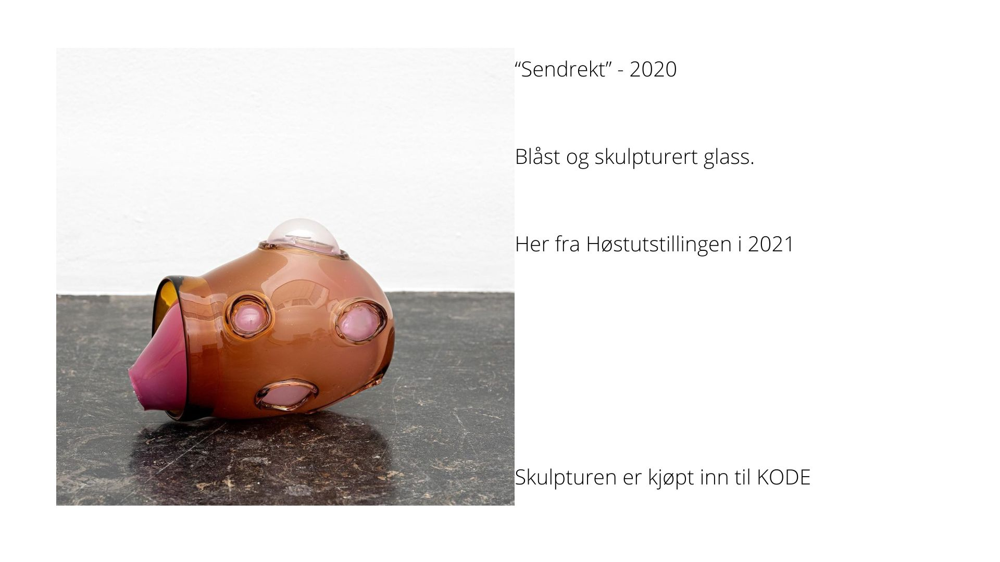 “Sendrekt” - 2020
Blåst og skulpturert glass.
Her fra Høstutstillingen i 2021
Skulpturen er kjøpt inn til KODE